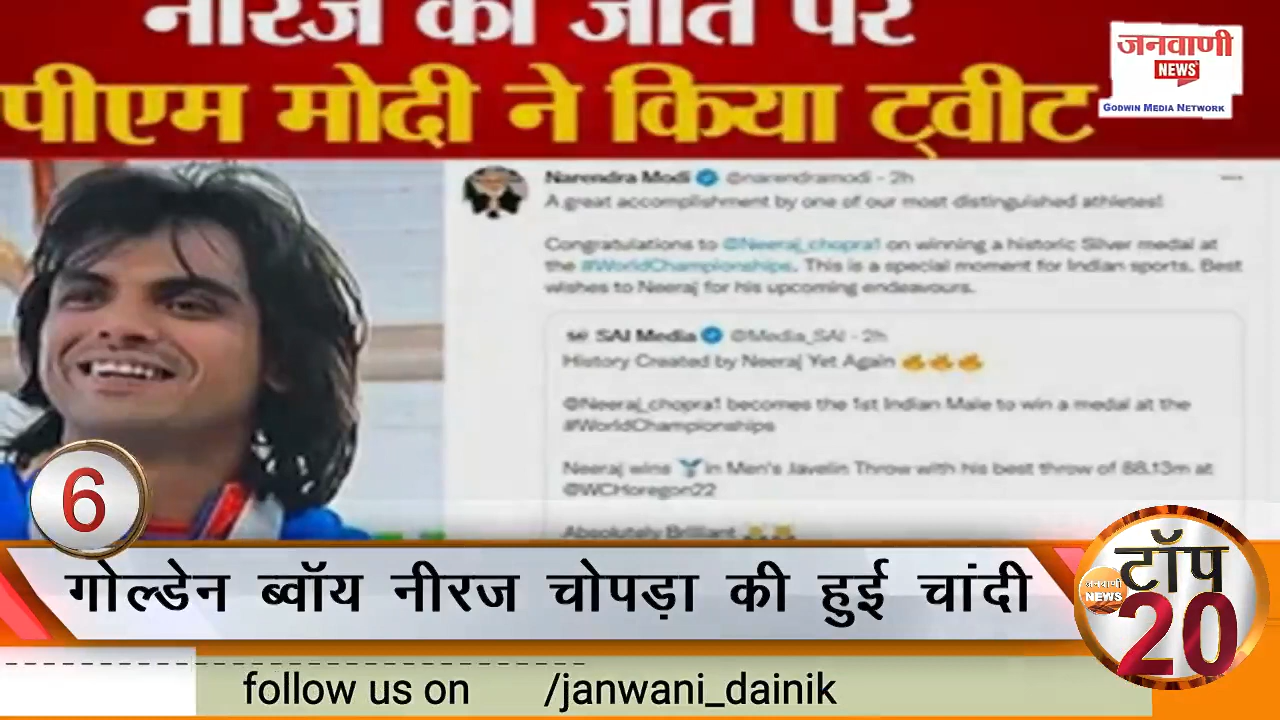 नीरज की जीत पर
पीएम मोदी ने किया ट्वीट
जनवाणी
NEWS
GODWIN MEDIA NETWORK
Narendra Modi @narendramodi - 2h
A great accomplishment by one of our most distinguished athletes!
Congratulations to @Neeraj_chopra1 on winning a historic Silver medal at
the #WorldChampionships. This is a special moment for Indian sports. Best
wishes to Neeraj for his upcoming endeavours.
SAI Media @Media_SAI - 2h
History Created by Neeraj Yet Again 🔥🔥🔥
@Neeraj_chopra1 becomes the 1st Indian Male to win a medal at the
#WorldChampionships
Neeraj wins 🥈in Men's Javelin Throw with his best throw of 88.13m at
@WCHoregon22
Absolutely Brilliant
6
गोल्डेन ब्वॉय नीरज चोपड़ा की हुई चांदी
जनवाणी
NEWS
टॉप
20
follow us on /janwani_dainik